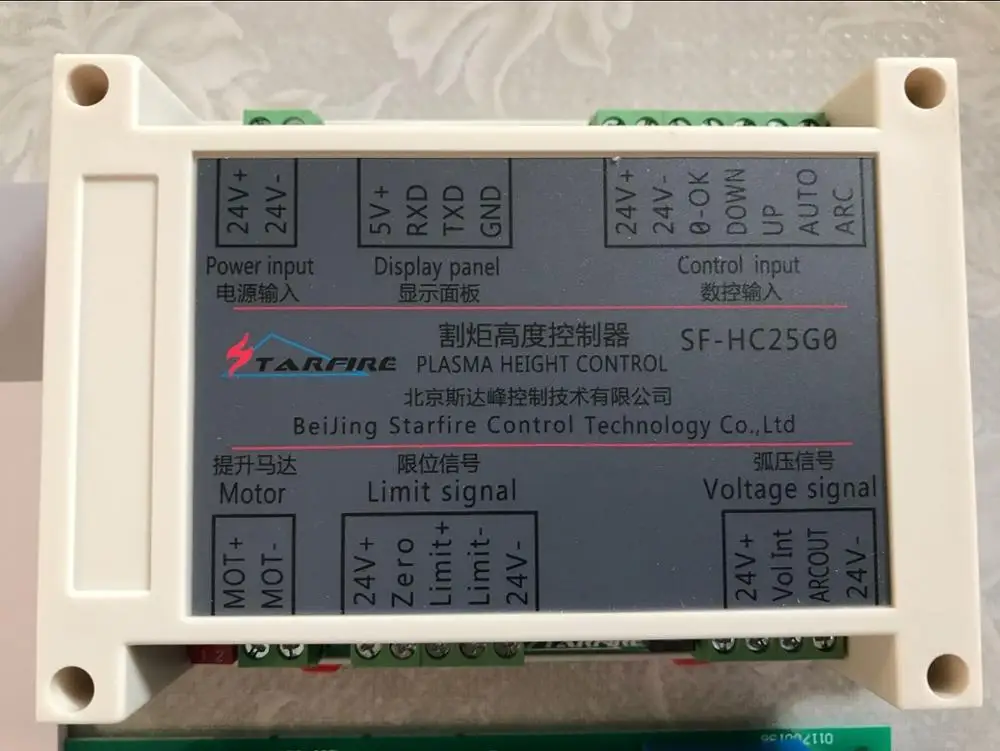 24V+
24V-
5V+
RXD
TXD
GND
24V+
24V-
0-OK
DOWN
UP
AUTO
ARC
Power input
电源输入
Display panel
显示面板
Control input
数控输入
STARFIRE
割炬高度控制器
SF-HC25G0
PLASMA HEIGHT CONTROL
北京斯达峰控制技术有限公司
BeiJing Starfire Control Technology Co.,Ltd
提升马达
Motor
限位信号
Limit signal
弧压信号
Voltage signal
MOT+
MOT-
24V+
Zero
Limit+
Limit-
24V-
24V+
Vol Int
ARCOUT
24V-
1 2
STARFIRE